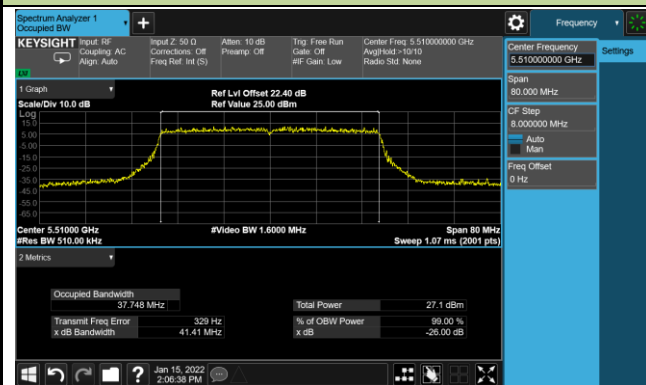 Spectrum Analyzer 1
Occupied BW
Frequency
KEYSIGHT
Input: RF
Coupling: AC
Align: Auto
Input Z: 50 Ω
Corrections: Off
Freq Ref: Int (S)
Atten: 10 dB
Preamp: Off
Trig: Free Run
Gate: Off
#IF Gain: Low
Center Freq: 5.510000000 GHz
Avg|Hold:>10/10
Radio Std: None
LXI
Center Frequency
5.510000000 GHz
Settings
Span
80.000 MHz
CF Step
8.000000 MHz
Auto
Man
Freq Offset
0 Hz
1 Graph
Scale/Div 10.0 dB
Ref Lvl Offset 22.40 dB
Ref Value 25.00 dBm
Log
15.0
5.00
-5.00
-15.0
-25.0
-35.0
-45.0
-55.0
-65.0
Center 5.51000 GHz
#Video BW 1.6000 MHz
Span 80 MHz
#Res BW 510.00 kHz
Sweep 1.07 ms (2001 pts)
2 Metrics
Occupied Bandwidth
37.748 MHz
Total Power 27.1 dBm
Transmit Freq Error 329 Hz
% of OBW Power 99.00 %
x dB Bandwidth 41.41 MHz
x dB -26.00 dB
Jan 15, 2022
2:06:38 PM